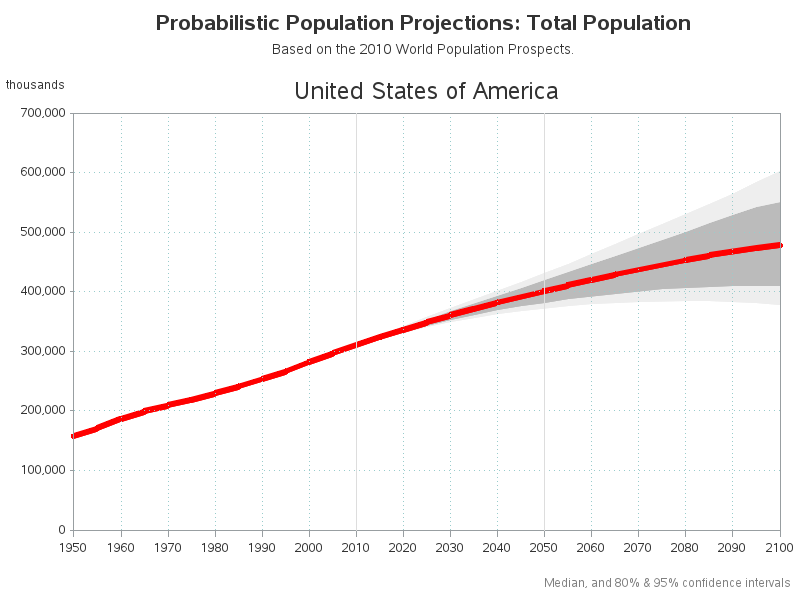 Probabilistic Population Projections: Total Population
Based on the 2010 World Population Prospects.
thousands
United States of America
700,000
600,000
500,000
400,000
300,000
200,000
100,000
0
1950 1960 1970 1980 1990 2000 2010 2020 2030 2040 2050 2060 2070 2080 2090 2100
Median, and 80% & 95% confidence intervals